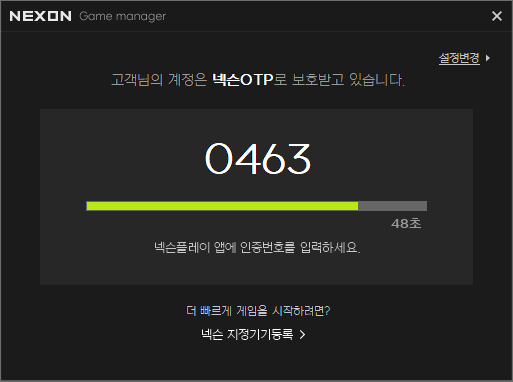 NEXON Game manager
설정변경
고객님의 계정은 넥슨OTP로 보호받고 있습니다.
0463
48초
넥슨플레이 앱에 인증번호를 입력하세요.
더 빠르게 게임을 시작하려면?
넥슨 지정기기등록 >